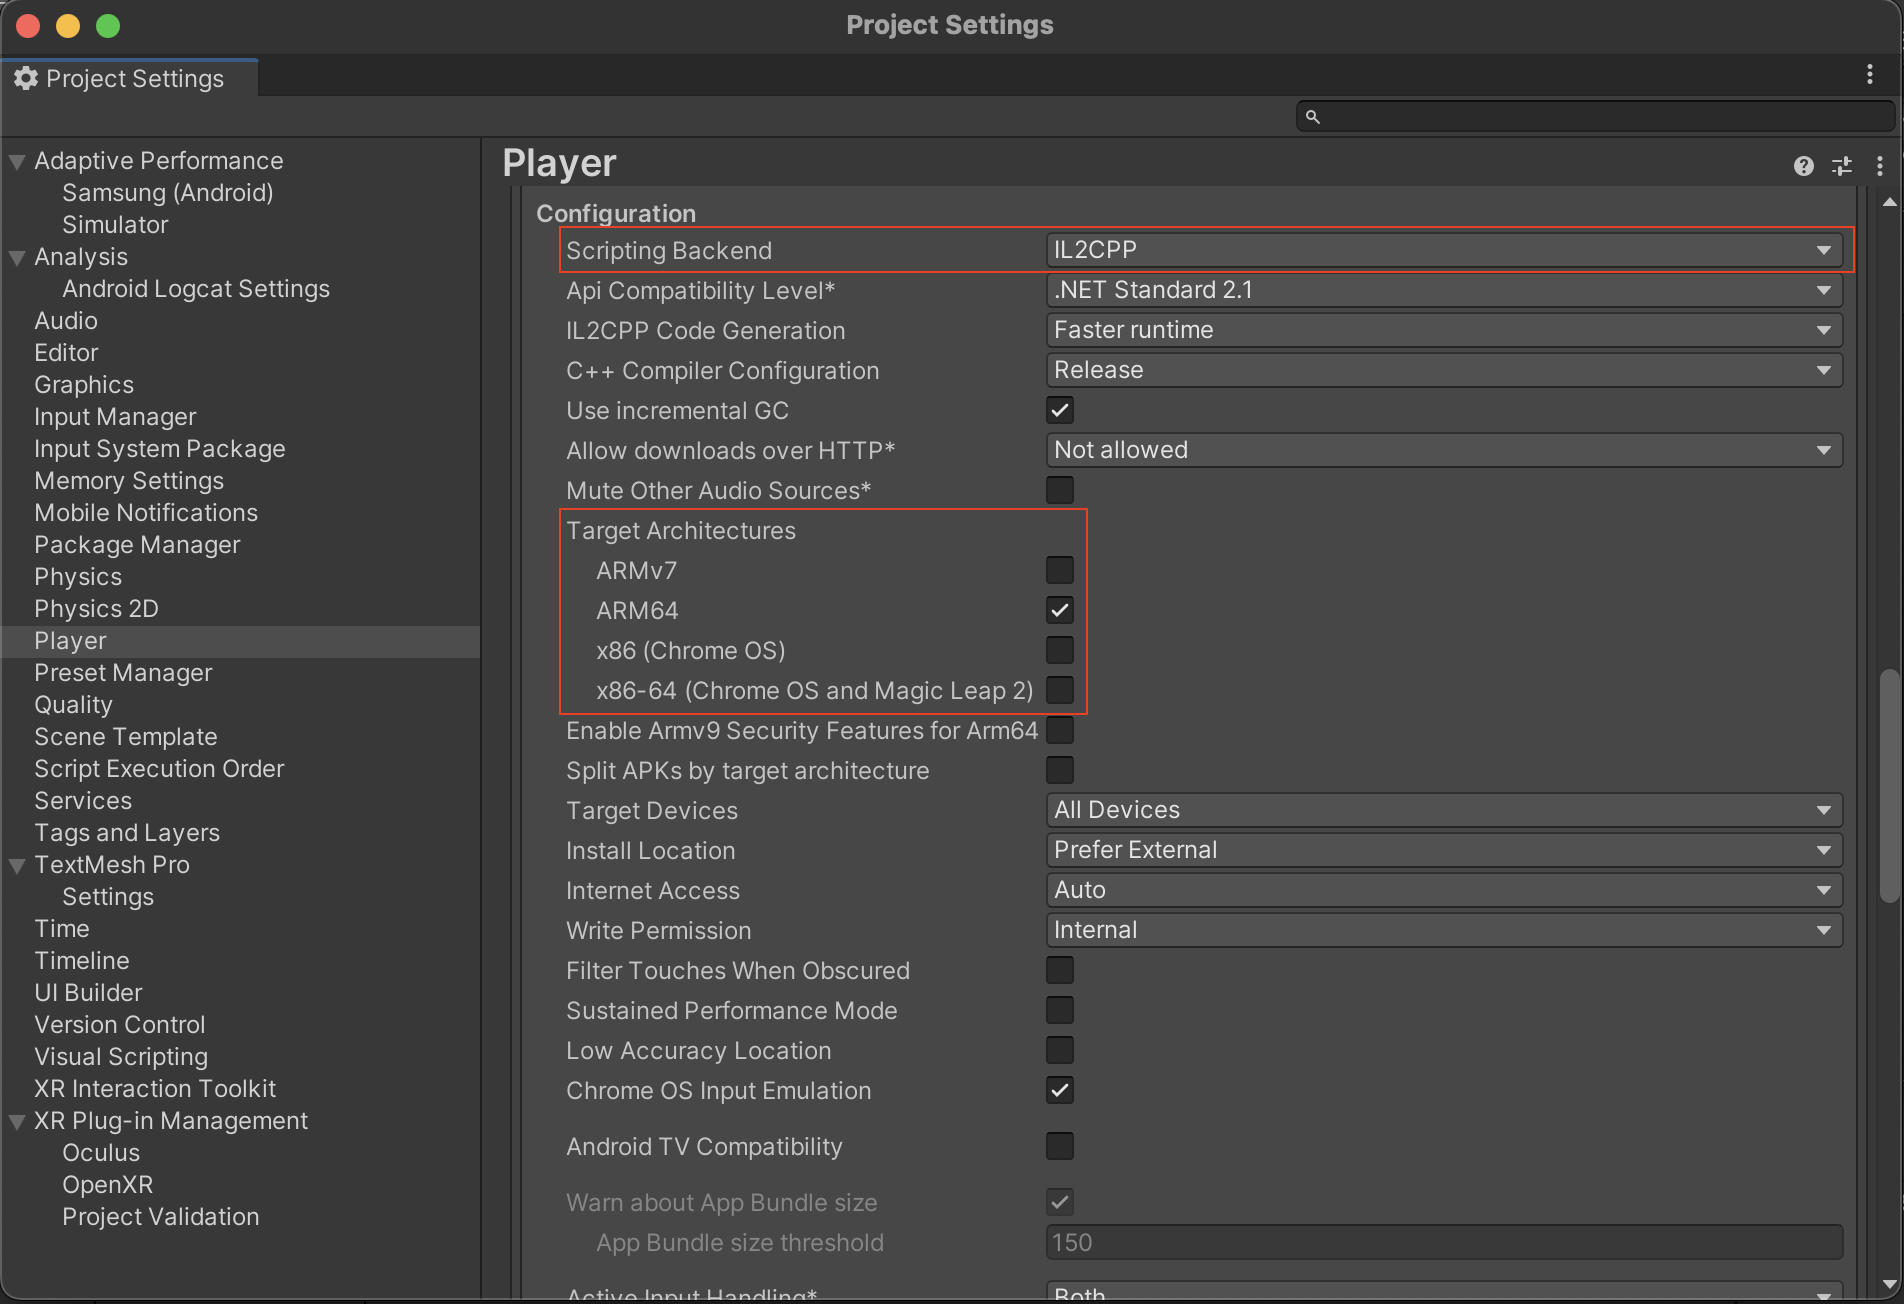 Project Settings
Project Settings
Adaptive Performance
Samsung (Android)
Simulator
Analysis
Android Logcat Settings
Audio
Editor
Graphics
Input Manager
Input System Package
Memory Settings
Mobile Notifications
Package Manager
Physics
Physics 2D
Player
Preset Manager
Quality
Scene Template
Script Execution Order
Services
Tags and Layers
TextMesh Pro
Settings
Time
Timeline
UI Builder
Version Control
Visual Scripting
XR Interaction Toolkit
XR Plug-in Management
Oculus
OpenXR
Project Validation
Player
Configuration
Scripting Backend IL2CPP
Api Compatibility Level* .NET Standard 2.1
IL2CPP Code Generation Faster runtime
C++ Compiler Configuration Release
Use incremental GC
Allow downloads over HTTP* Not allowed
Mute Other Audio Sources*
Target Architectures
ARMv7
ARM64
x86 (Chrome OS)
x86-64 (Chrome OS and Magic Leap 2)
Enable Armv9 Security Features for Arm64
Split APKs by target architecture
Target Devices All Devices
Install Location Prefer External
Internet Access Auto
Write Permission Internal
Filter Touches When Obscured
Sustained Performance Mode
Low Accuracy Location
Chrome OS Input Emulation
Android TV Compatibility
Warn about App Bundle size
App Bundle size threshold 150
Active Input Handling* Both